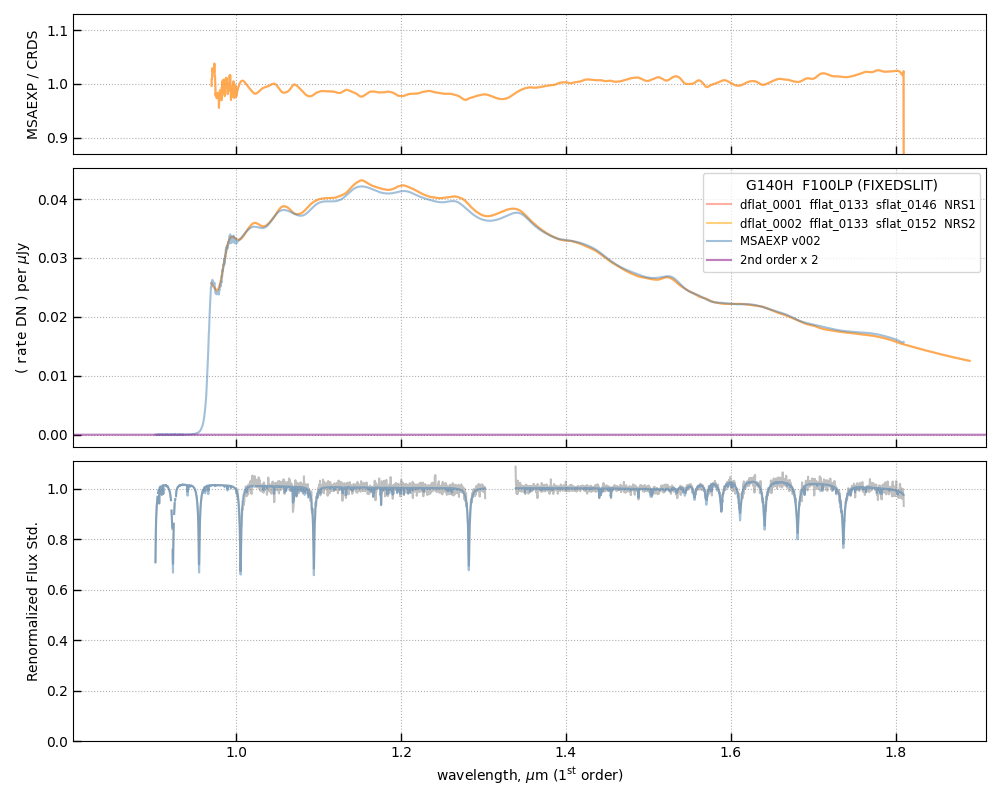 1.1
1.0
0.9
MSAEXP / CRDS
0.04
0.03
0.02
0.01
0.00
( rate DN ) per μJy
G140H F100LP (FIXEDSLIT)
dflat_0001 fflat_0133 sflat_0146 NRS1
dflat_0002 fflat_0133 sflat_0152 NRS2
MSAEXP v002
2nd order x 2
1.0
0.8
0.6
0.4
0.2
0.0
Renormalized Flux Std.
1.0 1.2 1.4 1.6 1.8
wavelength, μm (1st order)